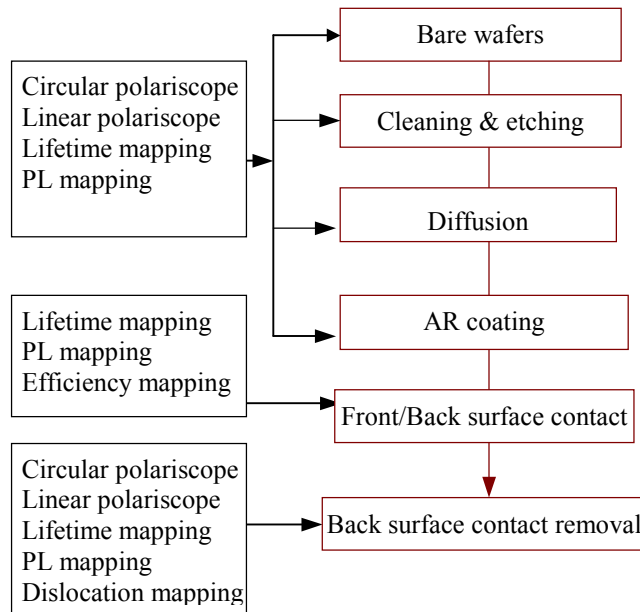 Circular polariscope
Linear polariscope
Lifetime mapping
PL mapping
Lifetime mapping
PL mapping
Efficiency mapping
Circular polariscope
Linear polariscope
Lifetime mapping
PL mapping
Dislocation mapping
Bare wafers
Cleaning & etching
Diffusion
AR coating
Front/Back surface contact
Back surface contact removal